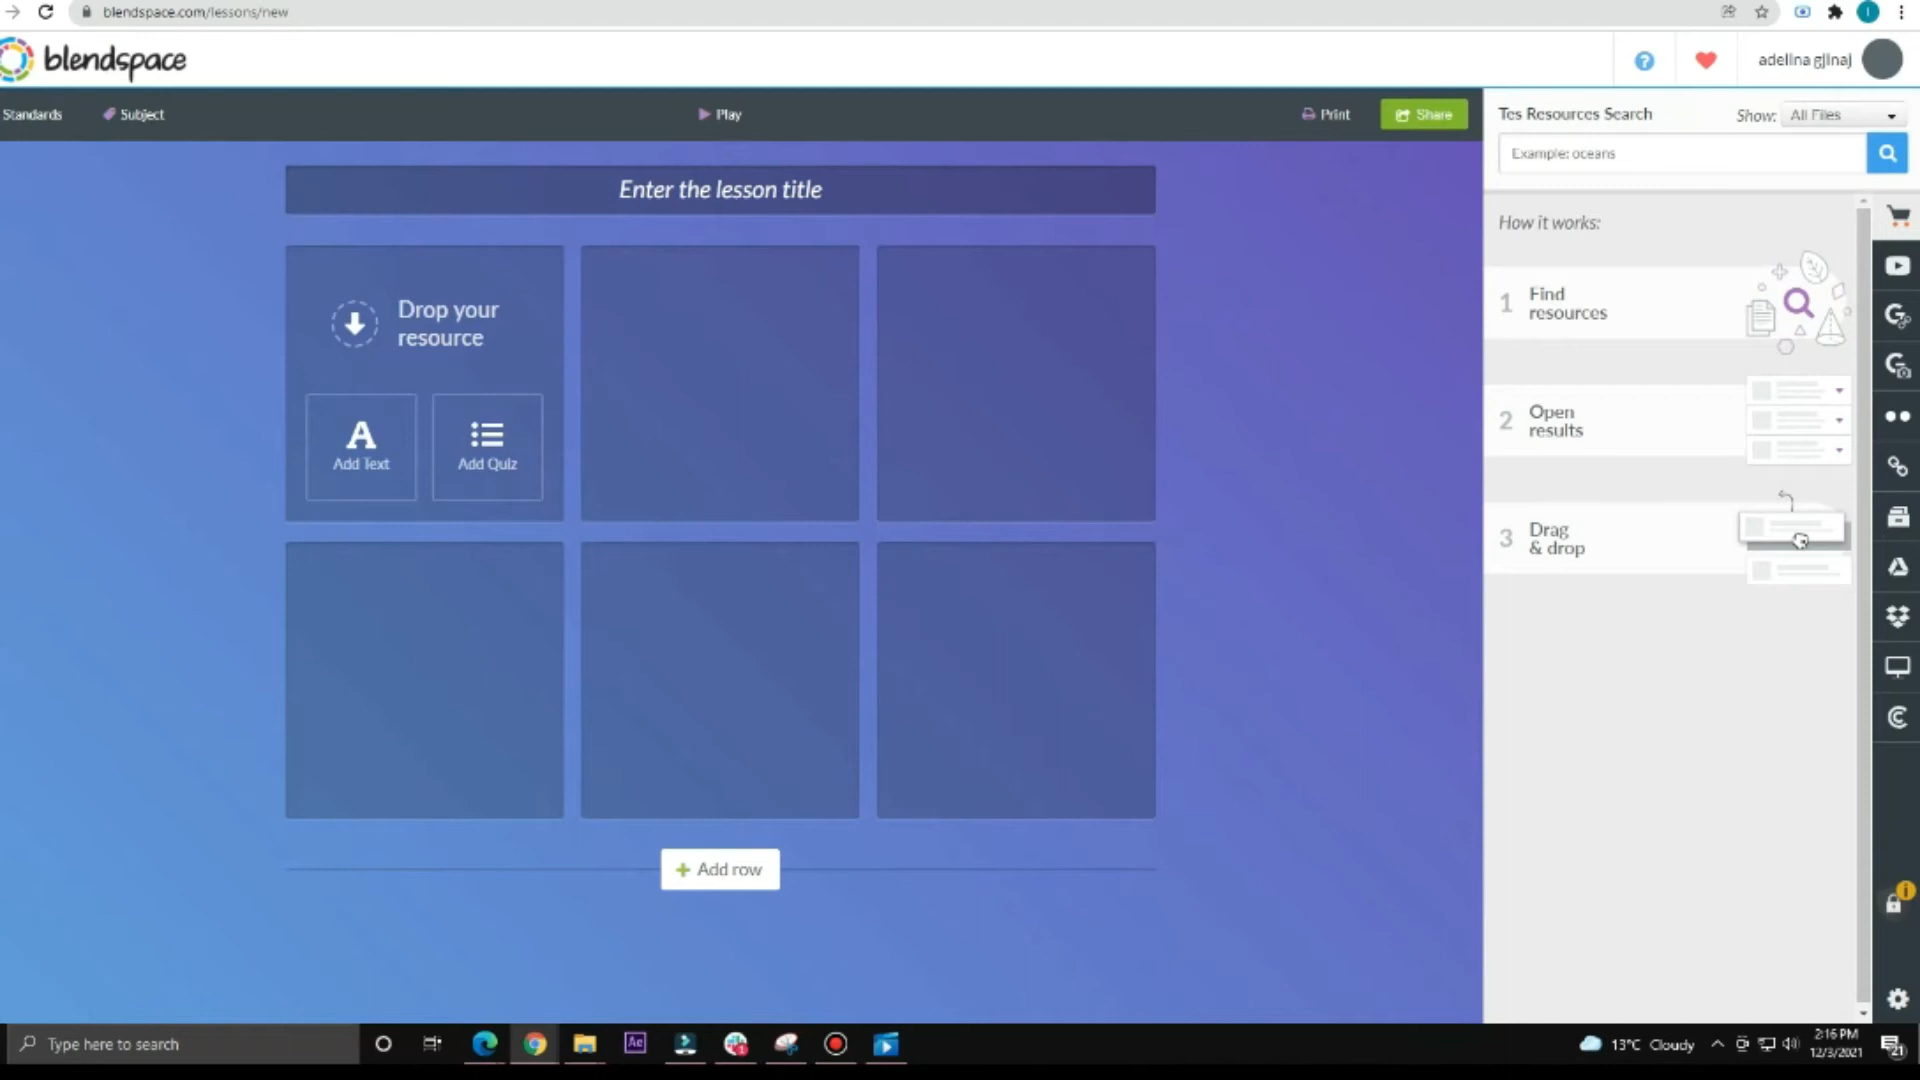 blendspace.com/lessons/new
blendspace
adelina gjinaj
Standards
Subject
Play
Print
Share
Tes Resources Search
Show:
All Files
Example: oceans
Enter the lesson title
How it works:
Drop your
resource
Add Text
Add Quiz
1
Find
resources
2
Open
results
3
Drag
& drop
+ Add row
Type here to search
Ae
13°C Cloudy
2:16 PM
12/3/2021
21